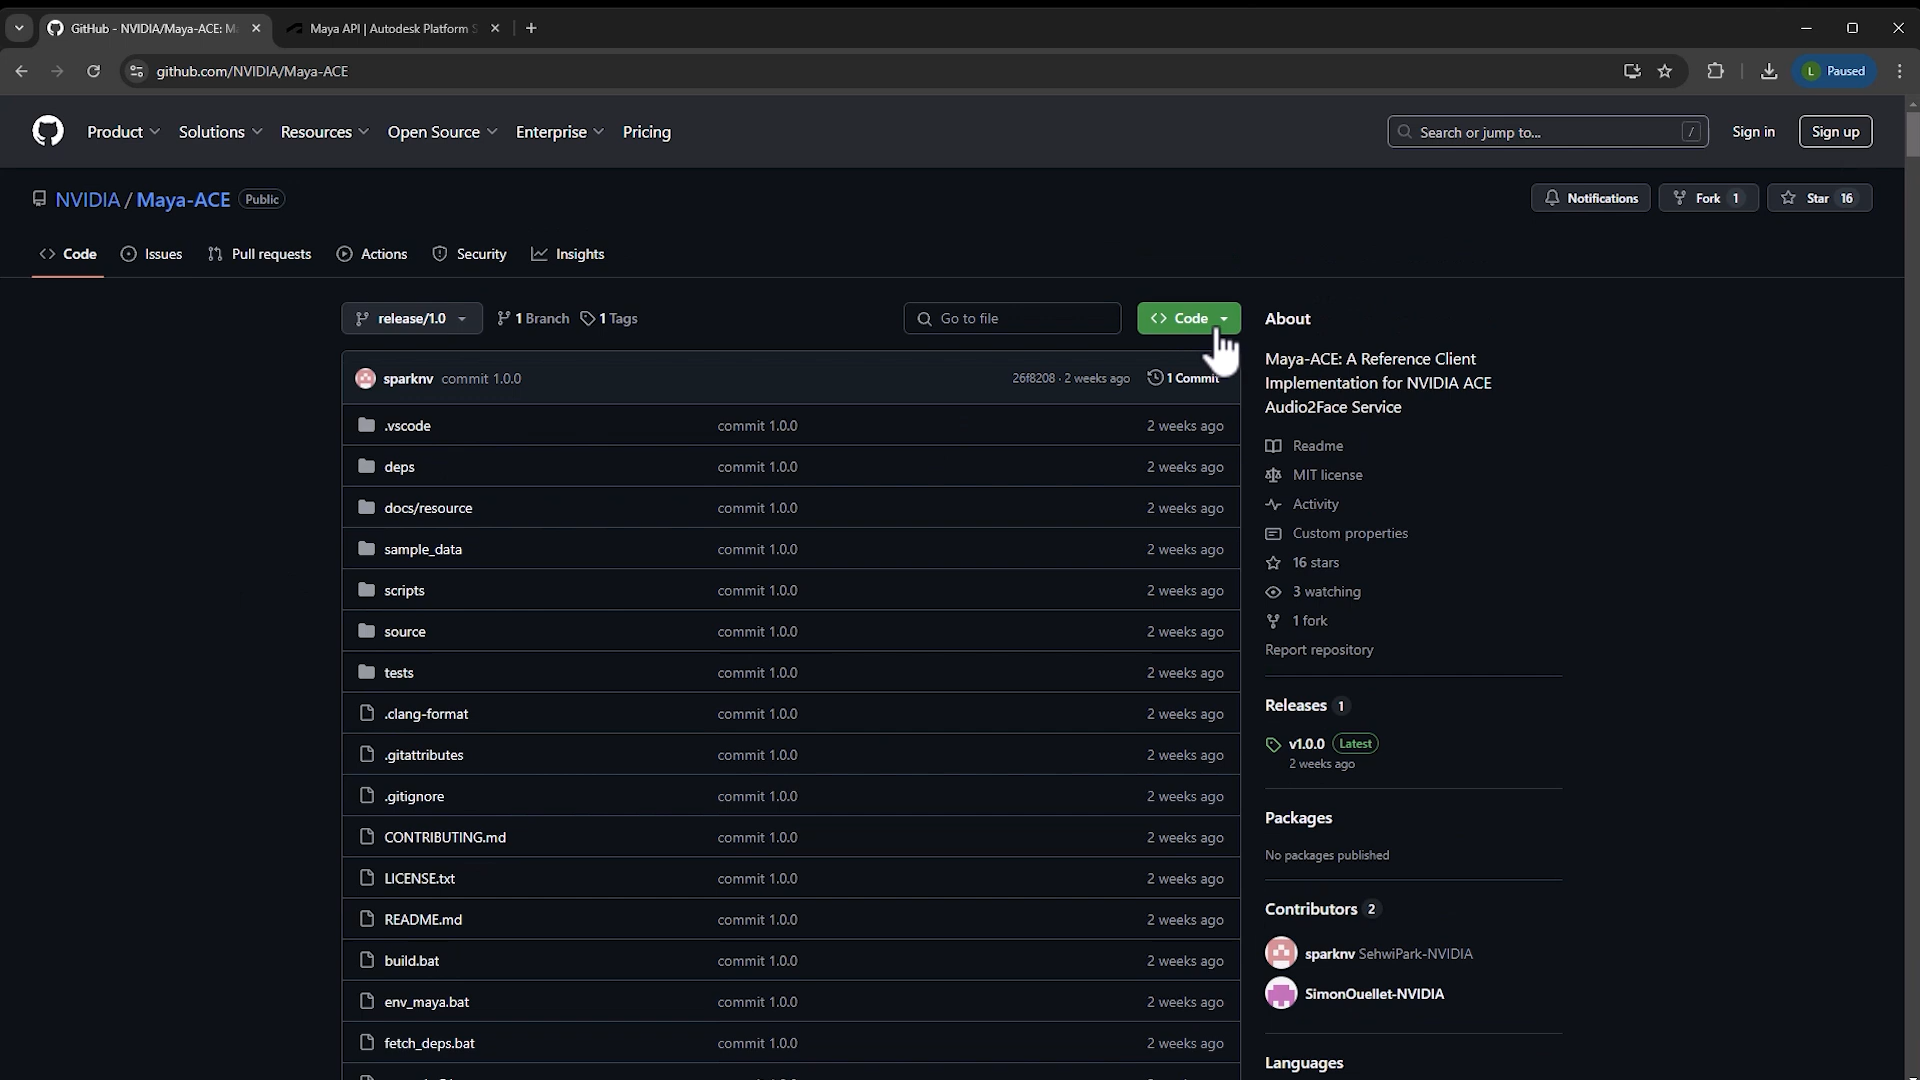 GitHub - NVIDIA/Maya-ACE: M
Maya API | Autodesk Platform S
github.com/NVIDIA/Maya-ACE
L Paused
Product Solutions Resources Open Source Enterprise Pricing
Search or jump to... /
Sign in
Sign up
NVIDIA / Maya-ACE Public
Notifications
Fork 1
Star 16
Code Issues Pull requests Actions Security Insights
release/1.0
1 Branch
1 Tags
Go to file
Code
About
Maya-ACE: A Reference Client
Implementation for NVIDIA ACE
Audio2Face Service
sparknv commit 1.0.0 26f8208 · 2 weeks ago 1 Commit
.vscode commit 1.0.0 2 weeks ago
deps commit 1.0.0 2 weeks ago
docs/resource commit 1.0.0 2 weeks ago
sample_data commit 1.0.0 2 weeks ago
scripts commit 1.0.0 2 weeks ago
source commit 1.0.0 2 weeks ago
tests commit 1.0.0 2 weeks ago
.clang-format commit 1.0.0 2 weeks ago
.gitattributes commit 1.0.0 2 weeks ago
.gitignore commit 1.0.0 2 weeks ago
CONTRIBUTING.md commit 1.0.0 2 weeks ago
LICENSE.txt commit 1.0.0 2 weeks ago
README.md commit 1.0.0 2 weeks ago
build.bat commit 1.0.0 2 weeks ago
env_maya.bat commit 1.0.0 2 weeks ago
fetch_deps.bat commit 1.0.0 2 weeks ago
Readme
MIT license
Activity
Custom properties
16 stars
3 watching
1 fork
Report repository
Releases 1
v1.0.0 Latest
2 weeks ago
Packages
No packages published
Contributors 2
sparknv SehwiPark-NVIDIA
SimonOuellet-NVIDIA
Languages